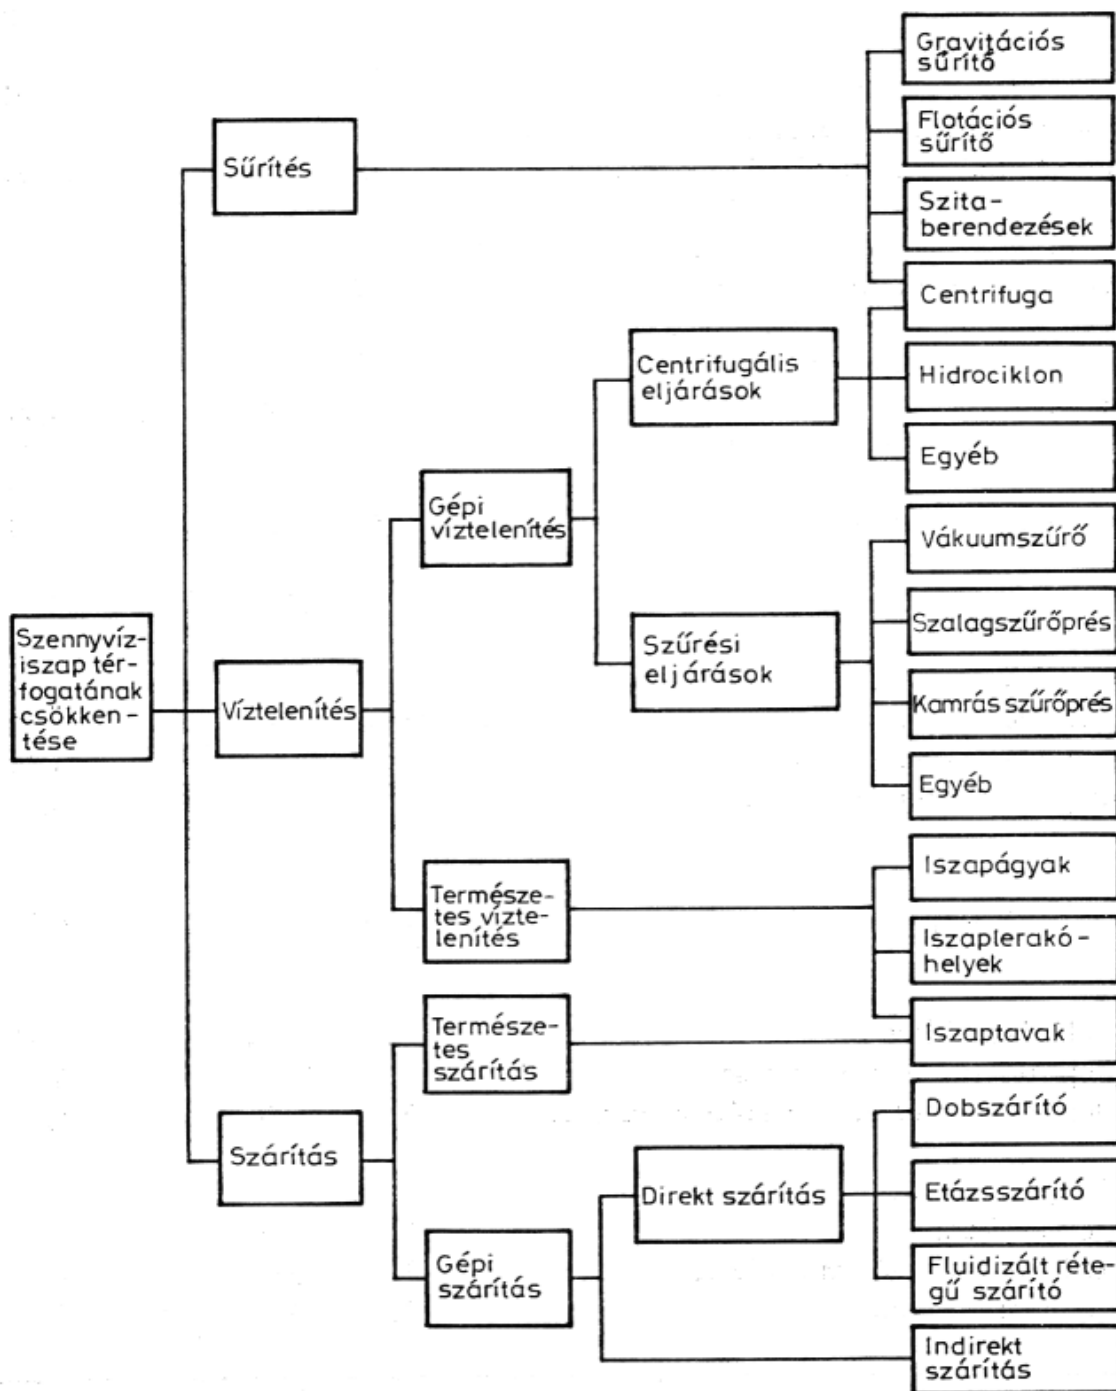 Gravitációs
sűrítő
Flotációs
sűrítő
Sűrítés
Szita-
berendezések
Centrifuga
Centrifugális
eljárások
Hidrociklon
Egyéb
Gépi
víztelenítés
Vákuumszűrő
Szennyvíz-
iszap tér-
fogatának
csökken-
tése
Víztelenítés
Szűrési
eljárások
Szalagszűrőprés
Kamrás szűrőprés
Egyéb
Természe-
tes vízte-
lenítés
Iszapágyak
Iszaplerakó-
helyek
Természe-
tes
szárítás
Iszaptavak
Szárítás
Dobszárító
Direkt szárítás
Etázsszárító
Gépi
szárítás
Fluidizált réte-
gű szárító
Indirekt
szárítás